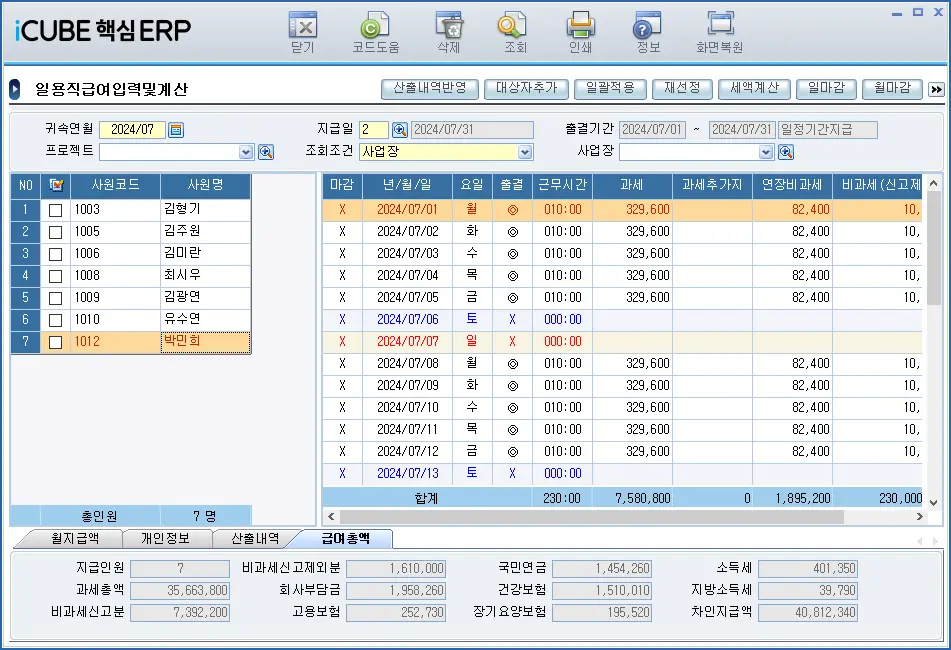 iCUBE 핵심ERP
닫기 코드도움 삭제 조회 인쇄 정보 화면복원
일용직급여입력및계산
산출내역반영 대상자추가 일괄적용 재선정 세액계산 일마감 월마감
귀속연월 2024/07 지급일 2 2024/07/31 출결기간 2024/07/01 ~ 2024/07/31 일정기간지급
프로젝트 조회조건 사업장 사업장
NO 사원코드 사원명
1 1003 김형기
2 1005 김주원
3 1006 김미란
4 1008 최시우
5 1009 김광연
6 1010 유수연
7 1012 박민희
총인원 7 명
마감 년/월/일 요일 출결 근무시간 과세 과세추가지 연장비과세 비과세(신고제
X 2024/07/01 월 ◎ 010:00 329,600 82,400 10,
X 2024/07/02 화 ◎ 010:00 329,600 82,400 10,
X 2024/07/03 수 ◎ 010:00 329,600 82,400 10,
X 2024/07/04 목 ◎ 010:00 329,600 82,400 10,
X 2024/07/05 금 ◎ 010:00 329,600 82,400 10,
X 2024/07/06 토 X 000:00
X 2024/07/07 일 X 000:00
X 2024/07/08 월 ◎ 010:00 329,600 82,400 10,
X 2024/07/09 화 ◎ 010:00 329,600 82,400 10,
X 2024/07/10 수 ◎ 010:00 329,600 82,400 10,
X 2024/07/11 목 ◎ 010:00 329,600 82,400 10,
X 2024/07/12 금 ◎ 010:00 329,600 82,400 10,
X 2024/07/13 토 X 000:00
합계 230:00 7,580,800 0 1,895,200 230,000
월지급액 개인정보 산출내역 급여총액
지급인원 7 비과세신고제외분 1,610,000 국민연금 1,454,260 소득세 401,350
과세총액 35,663,800 회사부담금 1,958,260 건강보험 1,510,010 지방소득세 39,790
비과세신고분 7,392,200 고용보험 252,730 장기요양보험 195,520 차인지급액 40,812,340